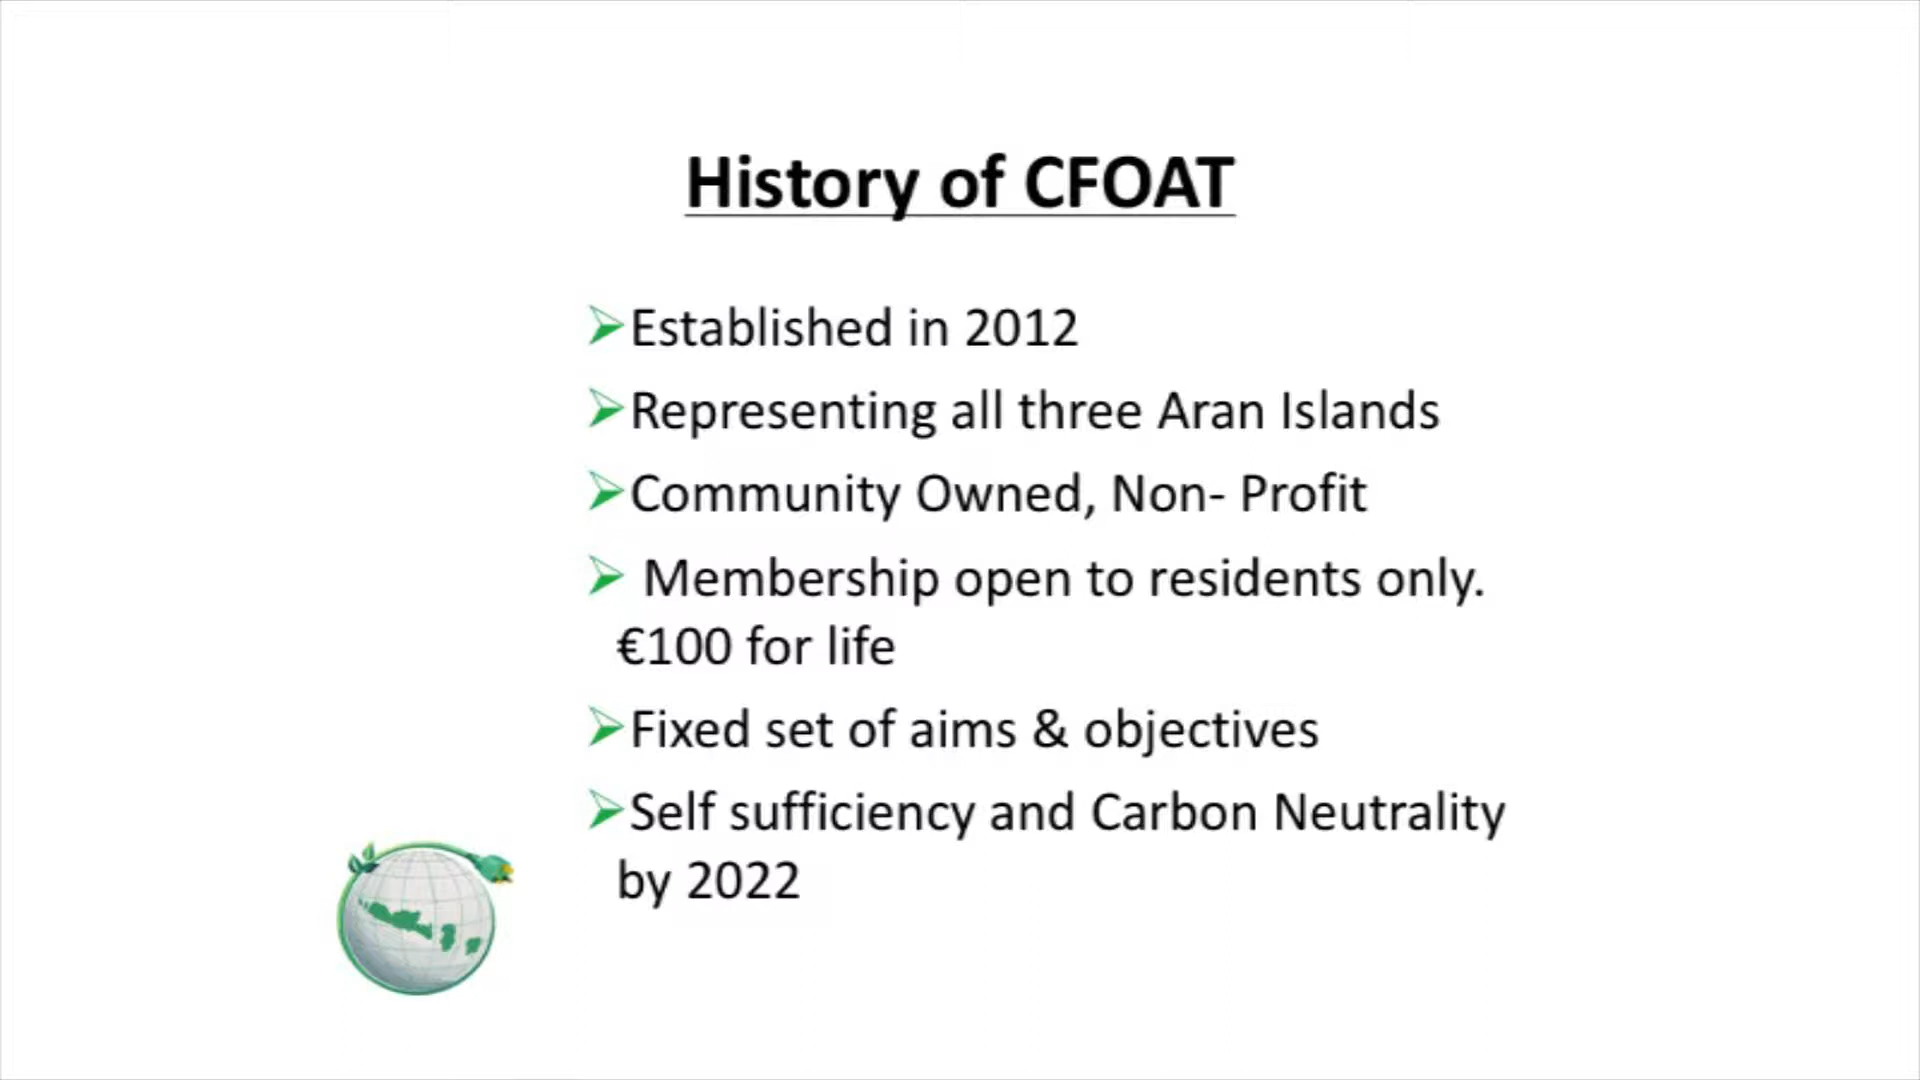 History of CFOAT
Established in 2012
Representing all three Aran Islands
Community Owned, Non- Profit
Membership open to residents only.
€100 for life
Fixed set of aims & objectives
Self sufficiency and Carbon Neutrality
by 2022